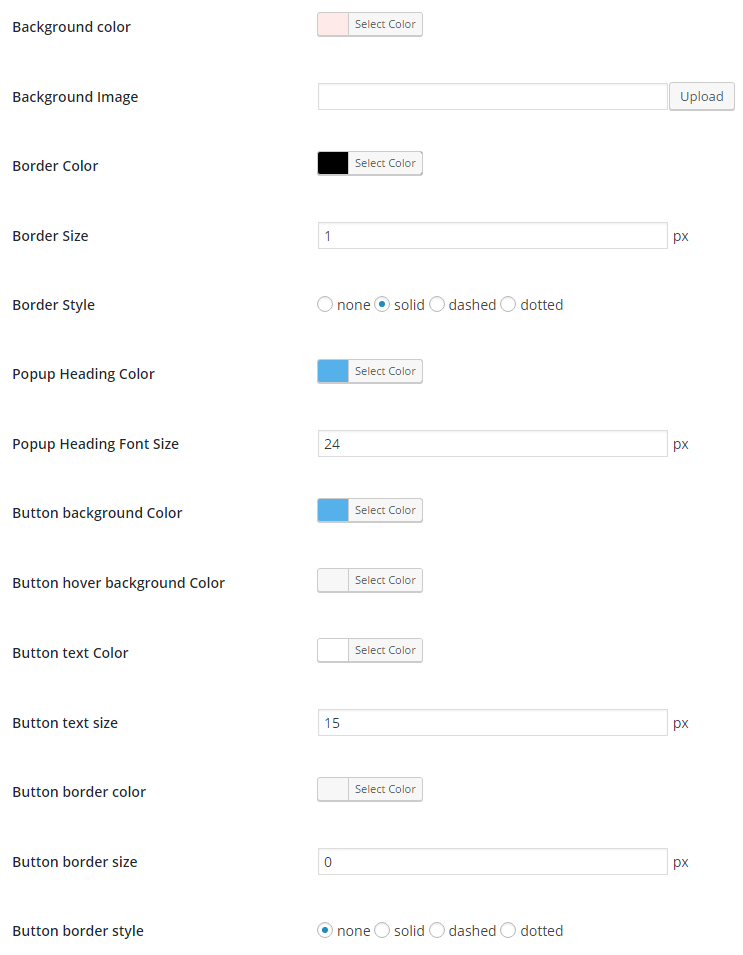 Background color Select Color
Background Image Upload
Border Color Select Color
Border Size 1 px
Border Style none solid dashed dotted
Popup Heading Color Select Color
Popup Heading Font Size 24 px
Button background Color Select Color
Button hover background Color Select Color
Button text Color Select Color
Button text size 15 px
Button border color Select Color
Button border size 0 px
Button border style none solid dashed dotted